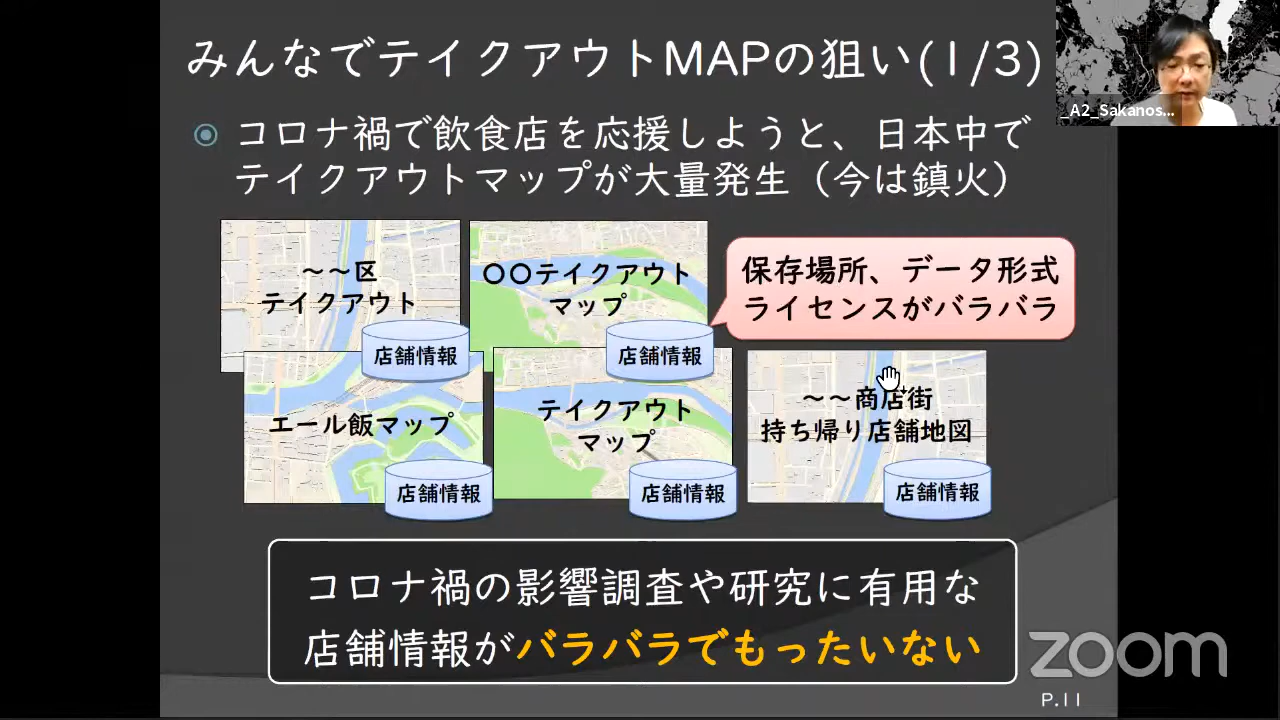 みんなでテイクアウトMAPの狙い(1/3)
_A2_Sakanos...
コロナ禍で飲食店を応援しようと、日本中で
テイクアウトマップが大量発生（今は鎮火）
～～区
テイクアウト
店舗情報
〇〇テイクアウト
マップ
店舗情報
保存場所、データ形式
ライセンスがバラバラ
エール飯マップ
店舗情報
テイクアウト
マップ
店舗情報
～～商店街
持ち帰り店舗地図
店舗情報
コロナ禍の影響調査や研究に有用な
店舗情報がバラバラでもったいない
zoom
P.11